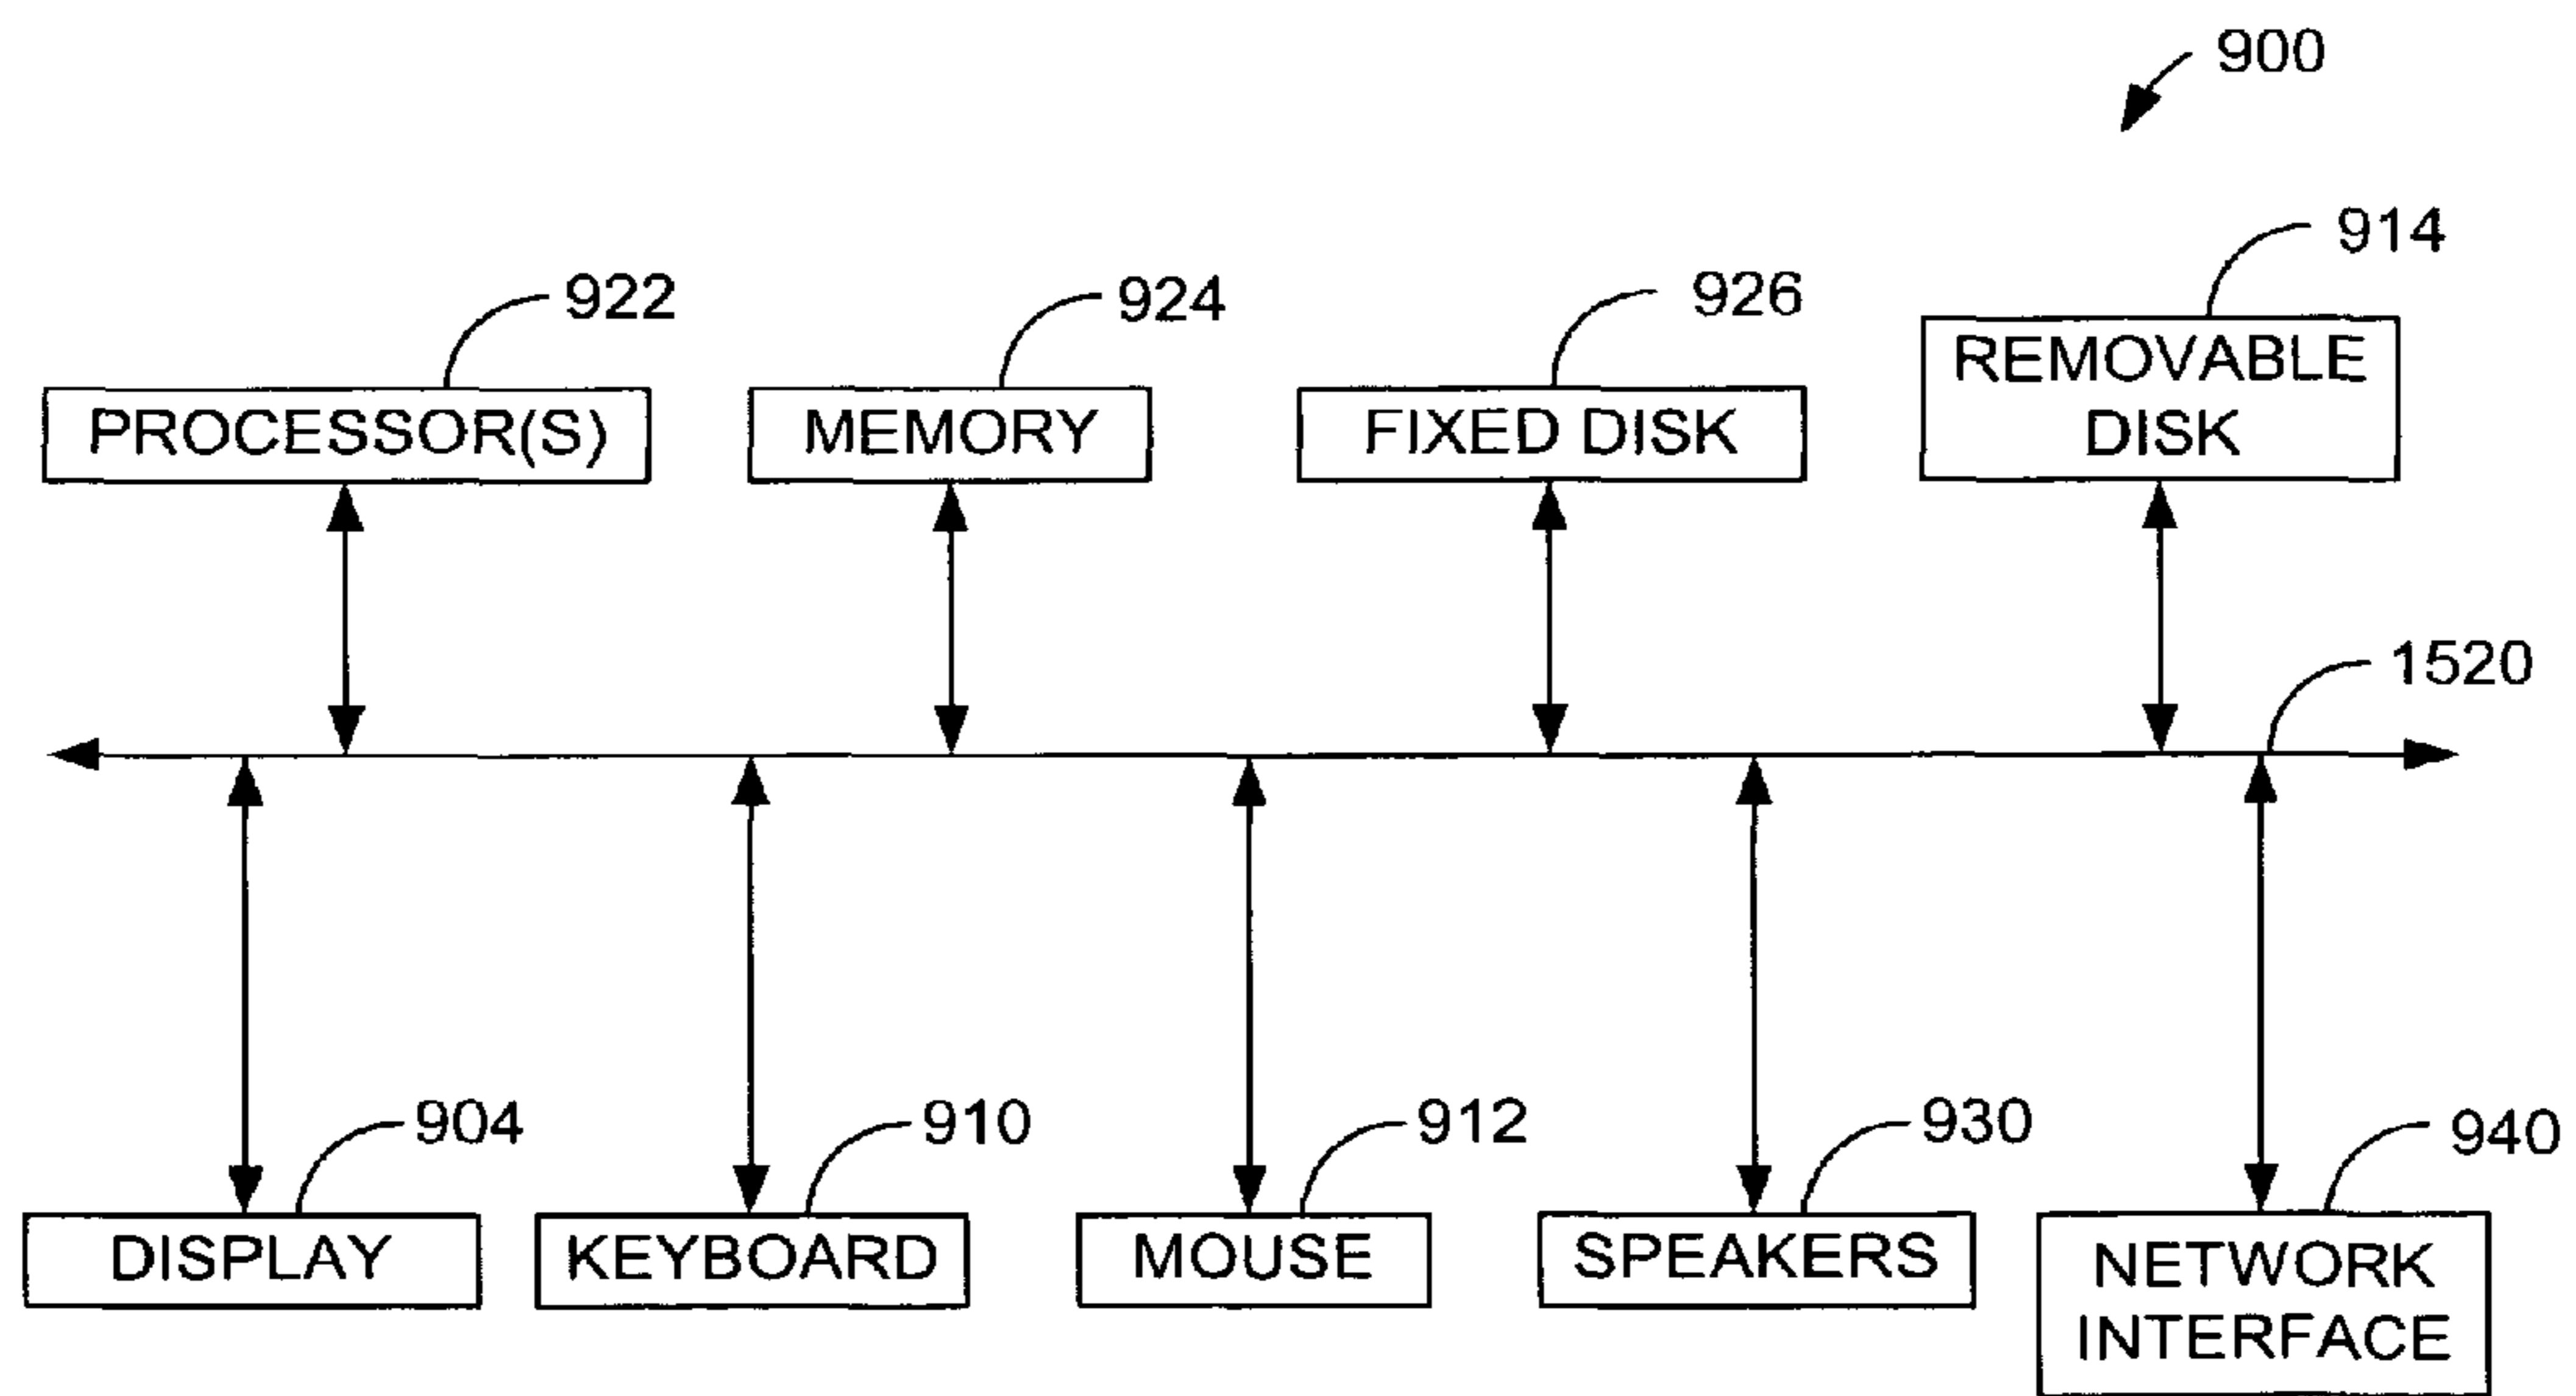 900
914
922
924
926
REMOVABLE
DISK
PROCESSOR(S)
MEMORY
FIXED DISK
1520
904
910
912
930
940
DISPLAY
KEYBOARD
MOUSE
SPEAKERS
NETWORK
INTERFACE